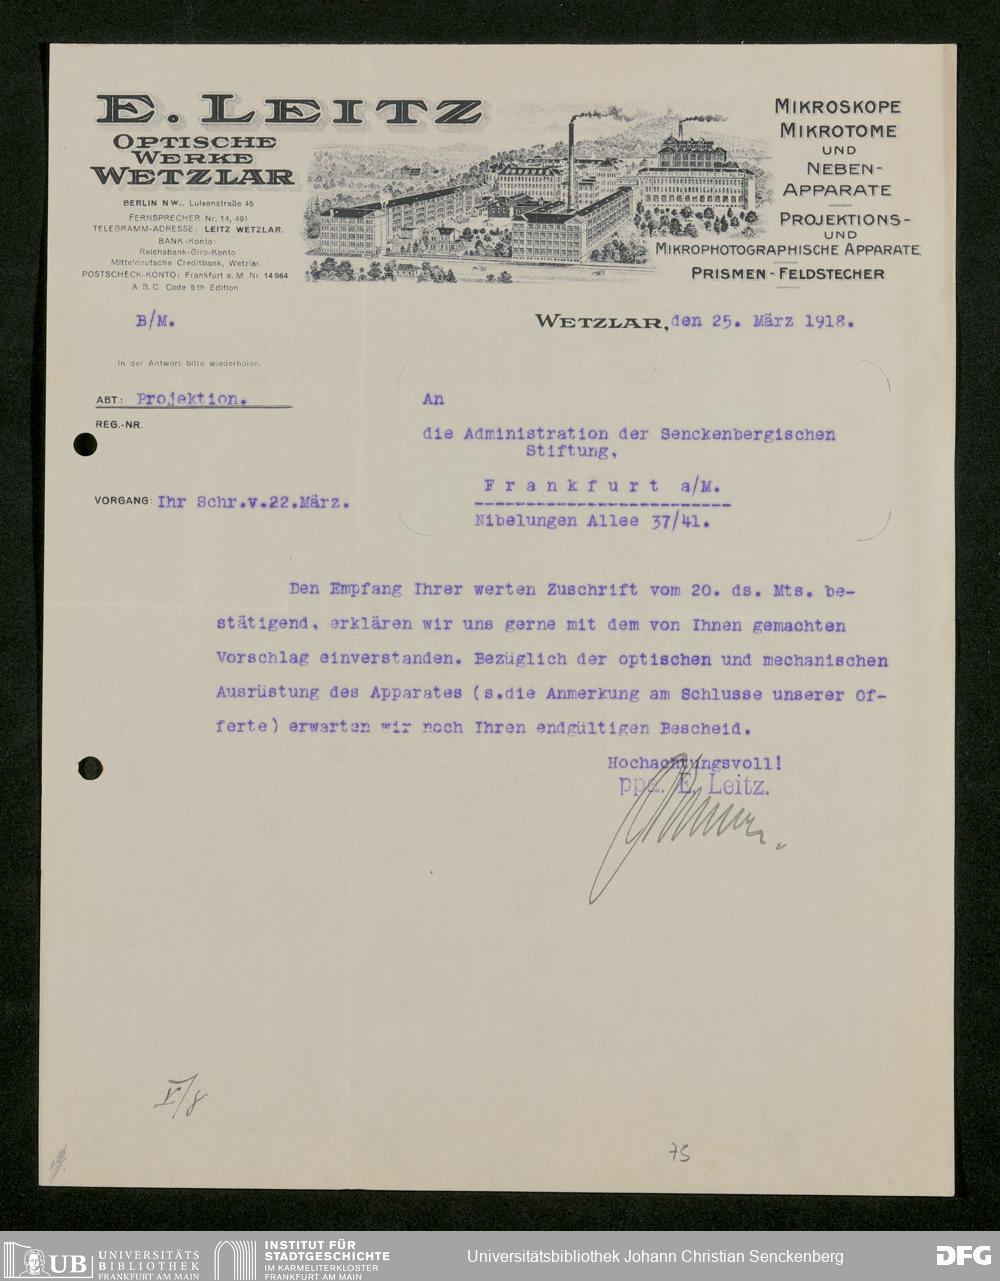 E. LEITZ
OPTISCHE
WERKE
WETZLAR
BERLIN NW., Luisenstraße 45
FERNSPRECHER Nr. 14, 491
TELEGRAMM-ADRESSE: LEITZ WETZLAR.
BANK-Konto:
Reichsbank-Giro-Konto
Mitteldeutsche Creditbank, Wetzlar.
POSTSCHECK-KONTO: Frankfurt a. M Nr. 14964
A. B. C. Code 5th Edition.
MIKROSKOPE
MIKROTOME
UND
NEBEN-
APPARATE
PROJEKTIONS-
UND
MIKROPHOTOGRAPHISCHE APPARATE
PRISMEN-FELDSTECHER
B/M.
WETZLAR, den 25. März 1918.
In der Antwort bitte wiederholen.
ABT.: Projektion.
REG.-NR.
VORGANG: Ihr Schr.v.22.März.
An
die Administration der Senckenbergischen
Stiftung,
F r a n k f u r t a/M.
Nibelungen Allee 37/41.
Den Empfang Ihrer werten Zuschrift vom 20. ds. Mts. be-
stätigend, erklären wir uns gerne mit dem von Ihnen gemachten
Vorschlag einverstanden. Bezüglich der optischen und mechanischen
Ausrüstung des Apparates (s.die Anmerkung am Schlusse unserer Of-
ferte) erwarten wir noch Ihren endgültigen Bescheid.
Hochachtungsvoll!
ppa. E. Leitz.
V/8
75
UB UNIVERSITÄTS
BIBLIOTHEK
FRANKFURT AM MAIN
INSTITUT FÜR
STADTGESCHICHTE
IM KARMELITERKLOSTER
FRANKFURT AM MAIN
Universitätsbibliothek Johann Christian Senckenberg
DFG